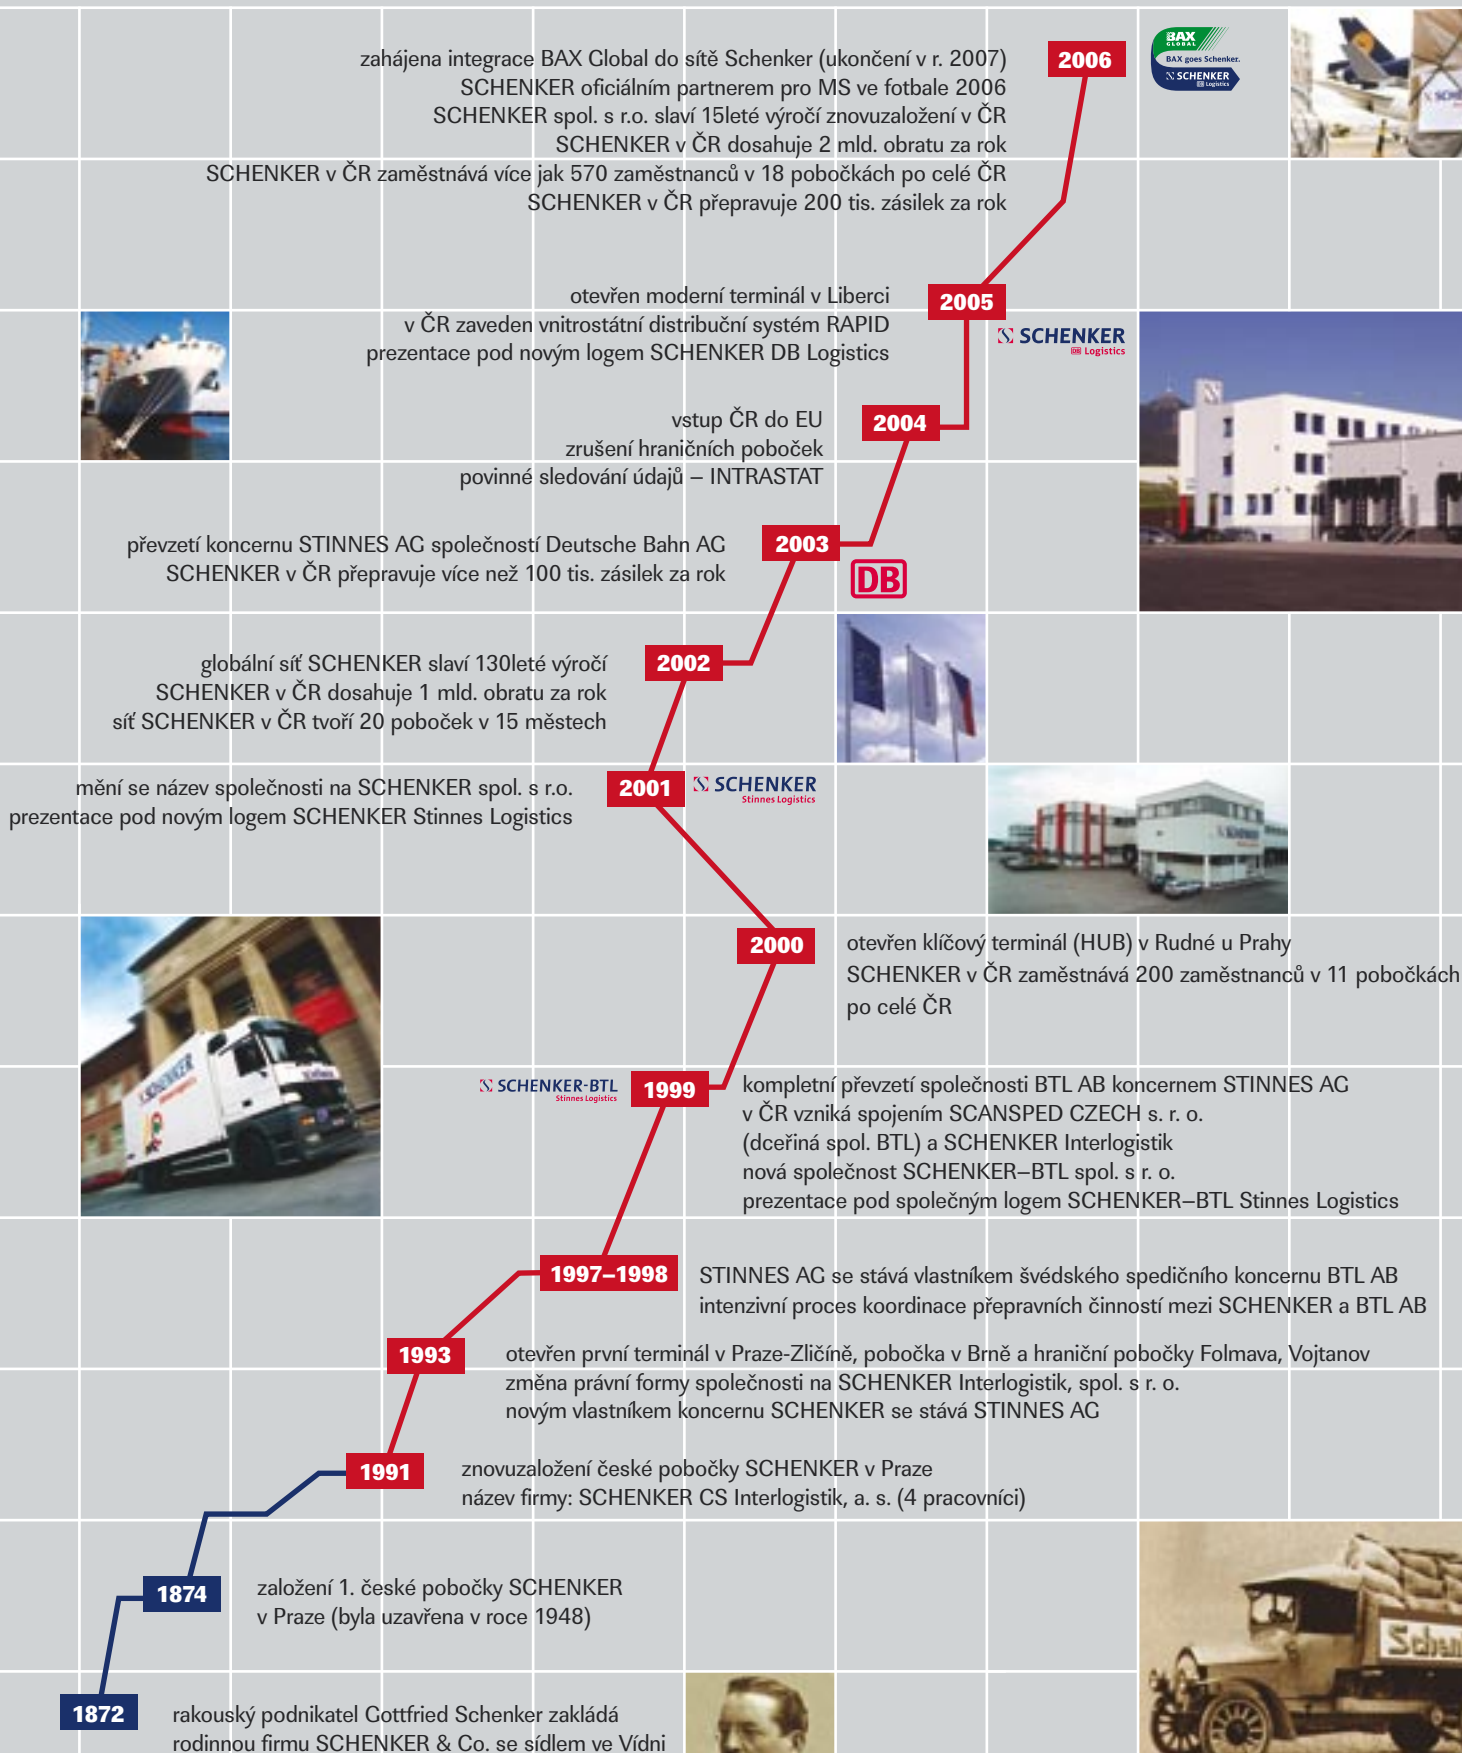 zahájena integrace BAX Global do sítě Schenker (ukončení v r. 2007)
SCHENKER oficiálním partnerem pro MS ve fotbale 2006
SCHENKER spol. s r.o. slaví 15leté výročí znovuzaložení v ČR
SCHENKER v ČR dosahuje 2 mld. obratu za rok
SCHENKER v ČR zaměstnává více jak 570 zaměstnanců v 18 pobočkách po celé ČR
SCHENKER v ČR přepravuje 200 tis. zásilek za rok
2006
BAX
GLOBAL
BAX goes Schenker.
SCHENKER
DB Logistics
otevřen moderní terminál v Liberci
v ČR zaveden vnitrostátní distribuční systém RAPID
prezentace pod novým logem SCHENKER DB Logistics
2005
SCHENKER
DB Logistics
vstup ČR do EU
zrušení hraničních poboček
povinné sledování údajů – INTRASTAT
2004
převzetí koncernu STINNES AG společností Deutsche Bahn AG
SCHENKER v ČR přepravuje více než 100 tis. zásilek za rok
2003
DB
globální síť SCHENKER slaví 130leté výročí
SCHENKER v ČR dosahuje 1 mld. obratu za rok
síť SCHENKER v ČR tvoří 20 poboček v 15 městech
2002
mění se název společnosti na SCHENKER spol. s r.o.
prezentace pod novým logem SCHENKER Stinnes Logistics
2001
SCHENKER
Stinnes Logistics
2000
otevřen klíčový terminál (HUB) v Rudné u Prahy
SCHENKER v ČR zaměstnává 200 zaměstnanců v 11 pobočkách
po celé ČR
SCHENKER
SCHENKER-BTL
Stinnes Logistics
1999
kompletní převzetí společnosti BTL AB koncernem STINNES AG
v ČR vzniká spojením SCANSPED CZECH s. r. o.
(dceřiná spol. BTL) a SCHENKER Interlogistik
nová společnost SCHENKER–BTL spol. s r. o.
prezentace pod společným logem SCHENKER–BTL Stinnes Logistics
1997–1998
STINNES AG se stává vlastníkem švédského spedičního koncernu BTL AB
intenzivní proces koordinace přepravních činností mezi SCHENKER a BTL AB
1993
otevřen první terminál v Praze-Zličíně, pobočka v Brně a hraniční pobočky Folmava, Vojtanov
změna právní formy společnosti na SCHENKER Interlogistik, spol. s r. o.
novým vlastníkem koncernu SCHENKER se stává STINNES AG
1991
znovuzaložení české pobočky SCHENKER v Praze
název firmy: SCHENKER CS Interlogistik, a. s. (4 pracovníci)
1874
založení 1. české pobočky SCHENKER
v Praze (byla uzavřena v roce 1948)
Schen
1872
rakouský podnikatel Gottfried Schenker zakládá
rodinnou firmu SCHENKER & Co. se sídlem ve Vídni